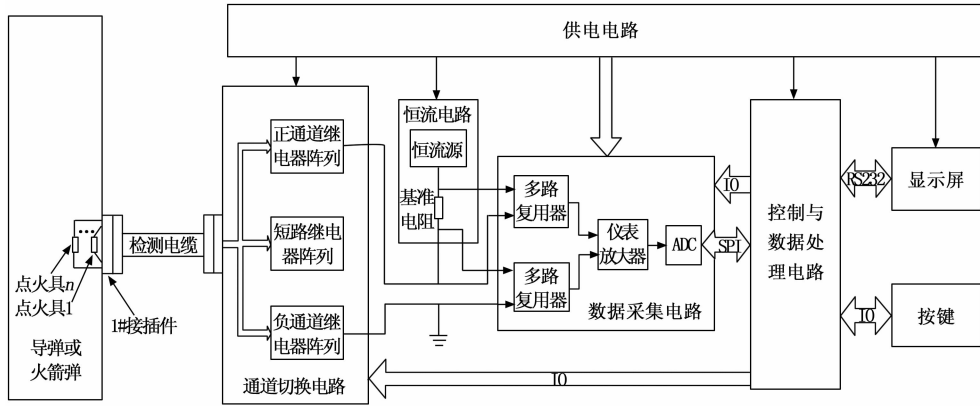 供电电路
正通道继
电器阵列
短路继电
器阵列
负通道继
电器阵列
通道切换电路
恒流电路
恒流源
基准
电阻
多路
复用器
多路
复用器
仪表
放大器
ADC
数据采集电路
IO
SPI
控制与
数据处
理电路
RS232
显示屏
IO
按键
IO
检测电缆
点火具n
点火具1
1#接插件
导弹或
火箭弹